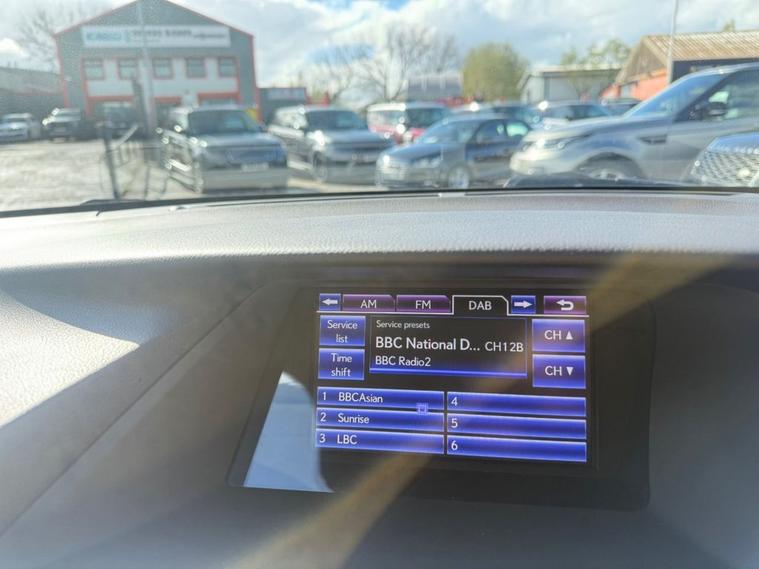 AM FM DAB
Service list
Time shift
Service presets
BBC National D... CH12B
BBC Radio2
CH ▲
CH ▼
1 BBCAsian
2 Sunrise
3 LBC
4
5
6